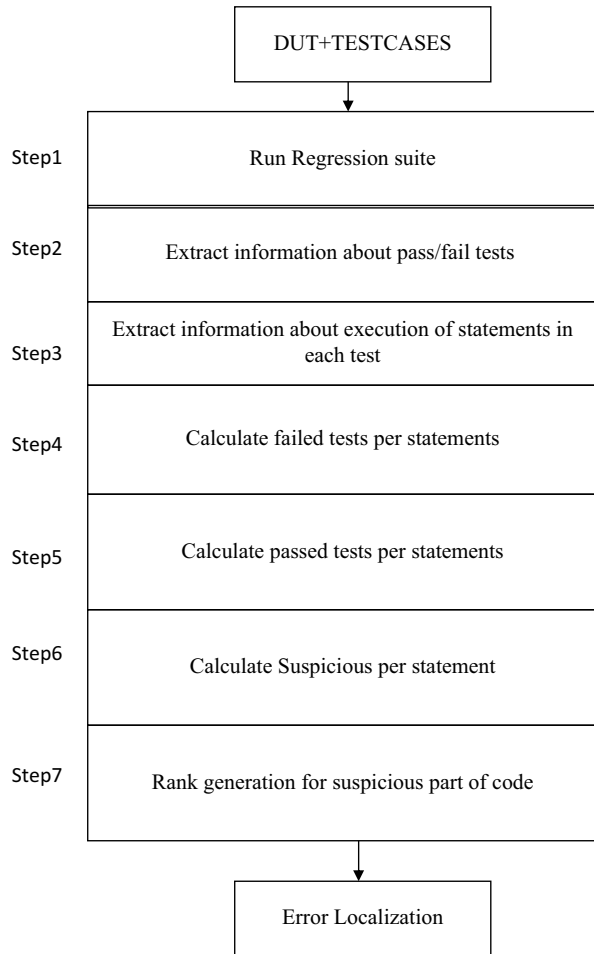 DUT+TESTCASES
Step1
Run Regression suite
Step2
Extract information about pass/fail tests
Step3
Extract information about execution of statements in
each test
Step4
Calculate failed tests per statements
Step5
Calculate passed tests per statements
Step6
Calculate Suspicious per statement
Step7
Rank generation for suspicious part of code
Error Localization